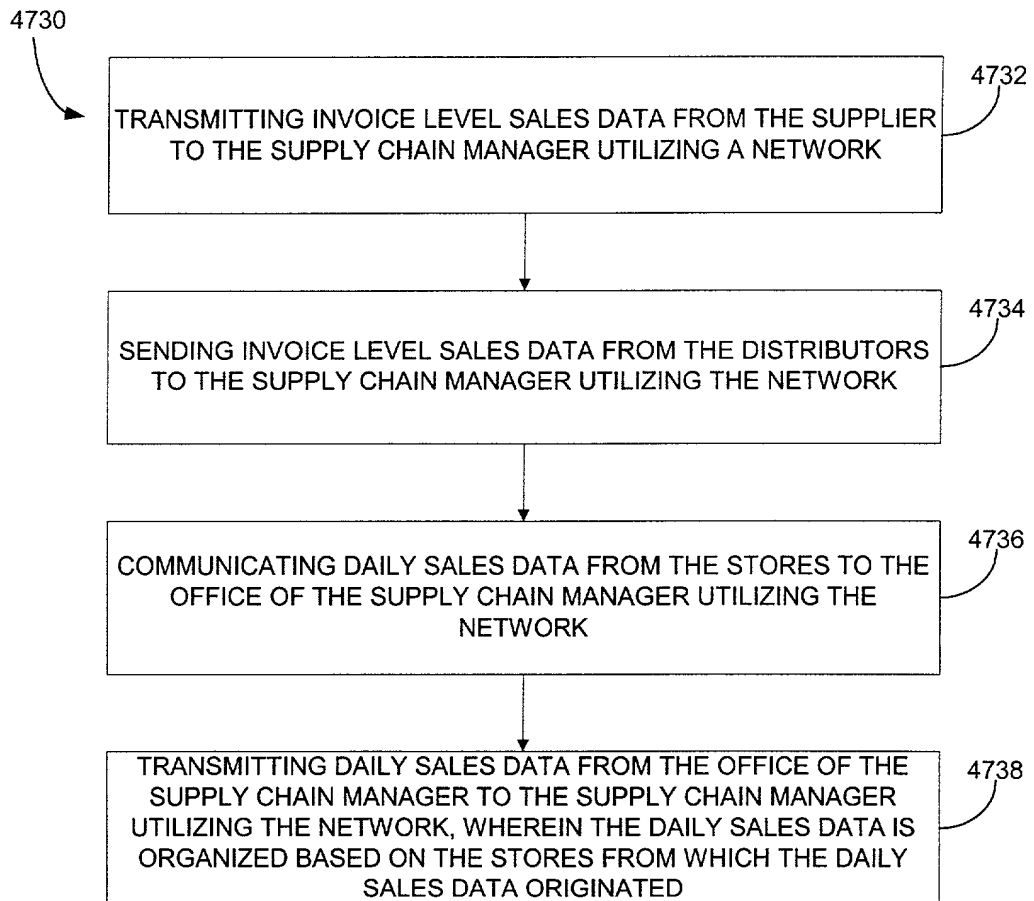 4730
4732
TRANSMITTING INVOICE LEVEL SALES DATA FROM THE SUPPLIER
TO THE SUPPLY CHAIN MANAGER UTILIZING A NETWORK
4734
SENDING INVOICE LEVEL SALES DATA FROM THE DISTRIBUTORS
TO THE SUPPLY CHAIN MANAGER UTILIZING THE NETWORK
4736
COMMUNICATING DAILY SALES DATA FROM THE STORES TO THE
OFFICE OF THE SUPPLY CHAIN MANAGER UTILIZING THE
NETWORK
4738
TRANSMITTING DAILY SALES DATA FROM THE OFFICE OF THE
SUPPLY CHAIN MANAGER TO THE SUPPLY CHAIN MANAGER
UTILIZING THE NETWORK, WHEREIN THE DAILY SALES DATA IS
ORGANIZED BASED ON THE STORES FROM WHICH THE DAILY
SALES DATA ORIGINATED